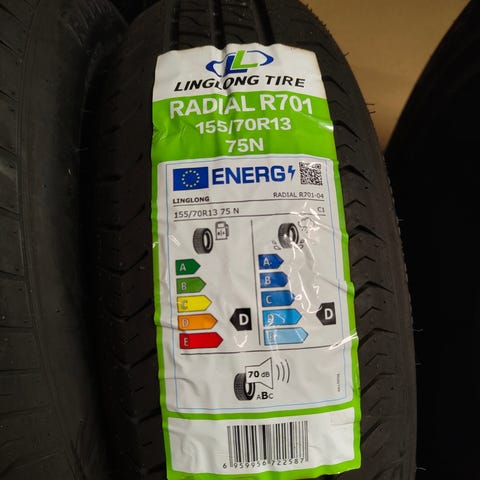 LINGLONG TIRE
RADIAL R701
155/70R13
75N
ENERG
LINGLONG RADIAL R701-04
155/70R13 75 N C1
A A
B B
C C
D D D D
E E
70 dB
ABC
6 959956 722587